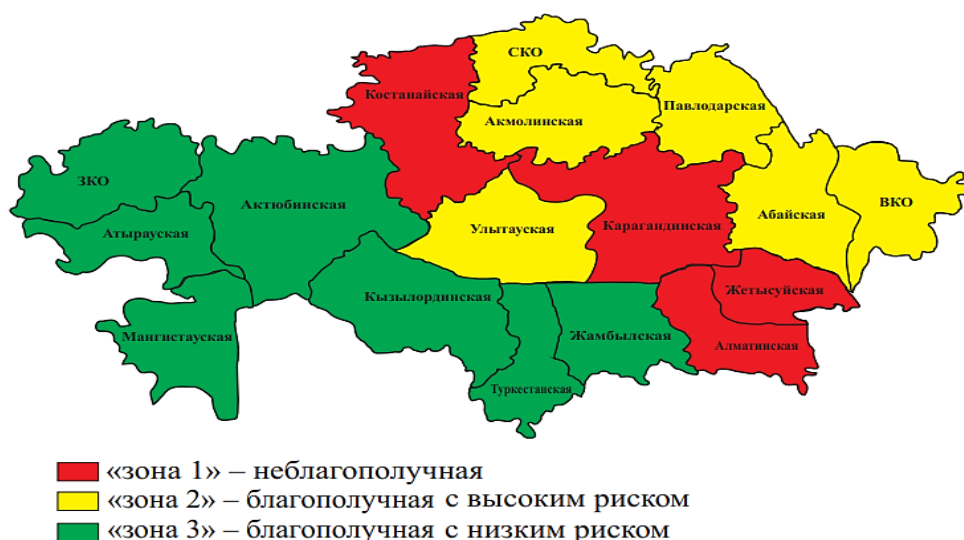 СКО
Костанайская
Павлодарская
Акмолинская
ЗКО
Актюбинская
Абайская
ВКО
Атырауская
Улытауская
Карагандинская
Кызылординская
Жетысуйская
Мангистауская
Жамбылская
Алматинская
Туркестанская
«зона 1» – неблагополучная
«зона 2» – благополучная с высоким риском
«зона 3» – благополучная с низким риском